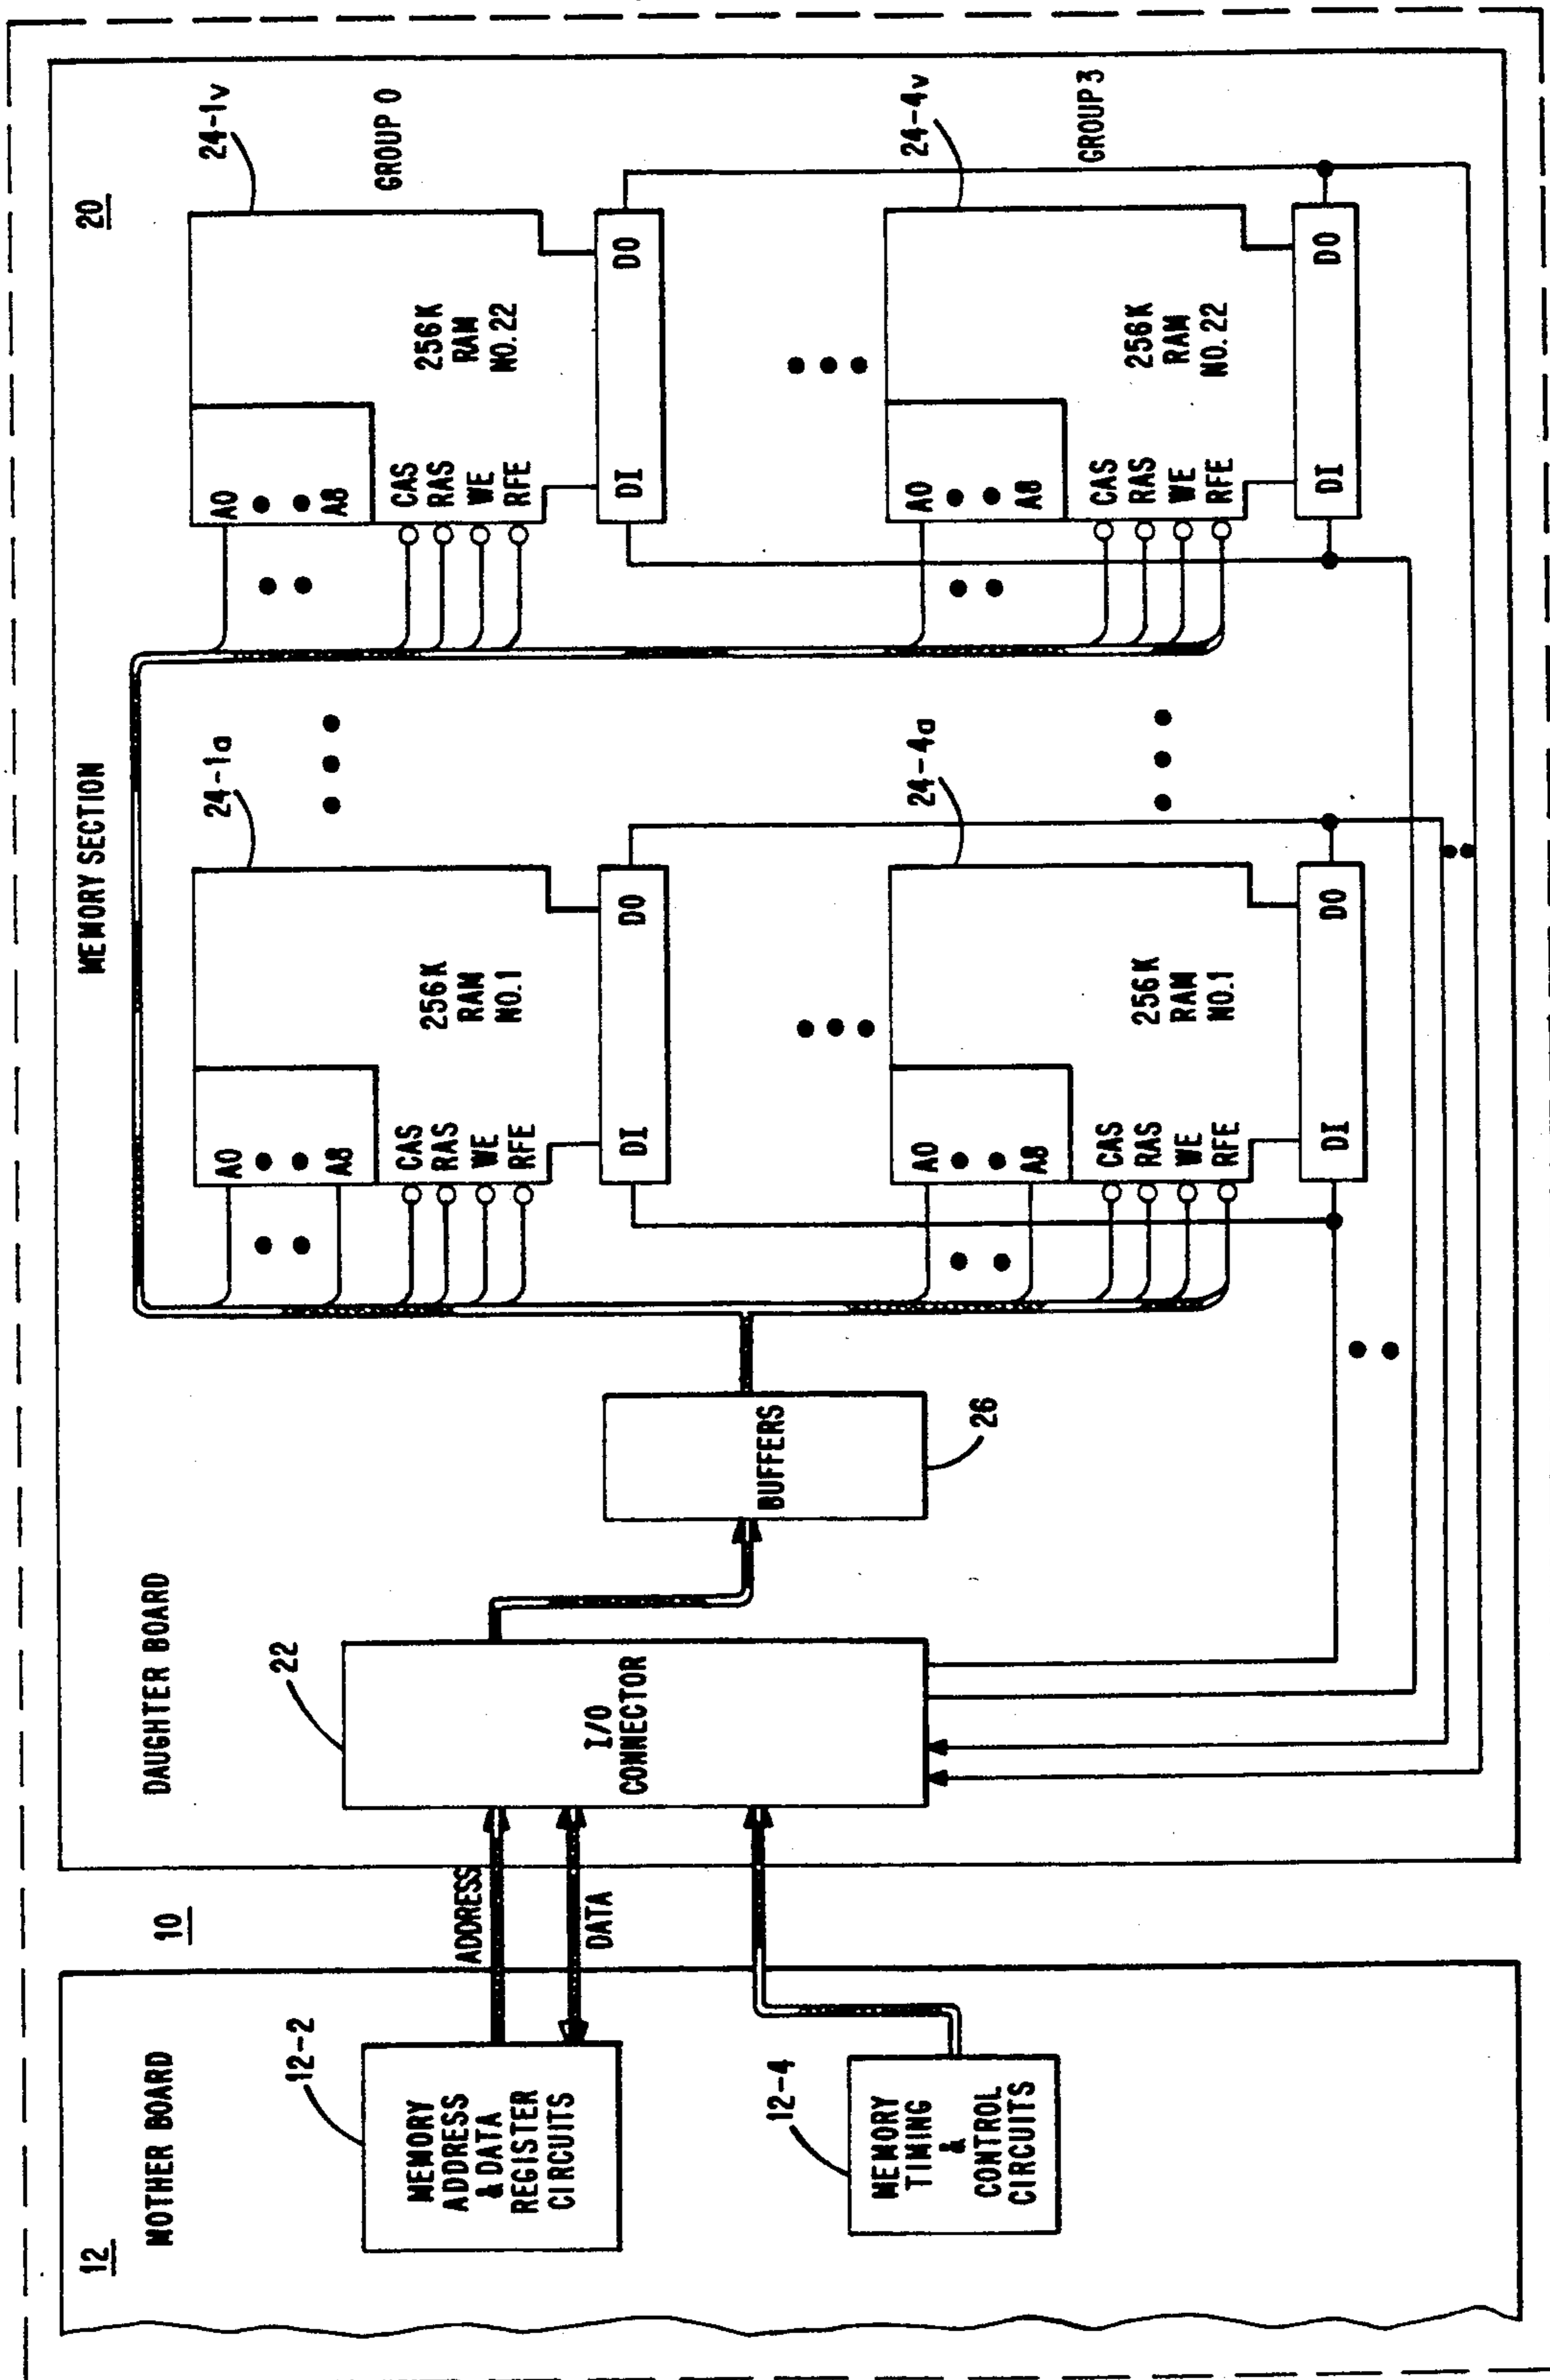 12
MOTHER BOARD
12-2
MEMORY
ADDRESS
& DATA
REGISTER
CIRCUITS
12-4
MEMORY
TIMING
&
CONTROL
CIRCUITS
10
ADDRESS
DATA
DAUGHTER BOARD
22
I/O
CONNECTOR
BUFFERS
26
MEMORY SECTION
20
24-1a
A0
A8
CAS
RAS
WE
RFE
256K
RAM
NO.1
DI
DO
24-1v
GROUP 0
A0
A8
CAS
RAS
WE
RFE
256K
RAM
NO.22
DI
DO
24-4a
A0
A8
CAS
RAS
WE
RFE
256K
RAM
NO.1
DI
DO
24-4v
GROUP 3
A0
A8
CAS
RAS
WE
RFE
256K
RAM
NO.22
DI
DO